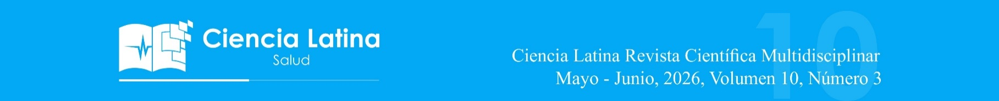 Ciencia Latina
Salud
10
Ciencia Latina Revista Científica Multidisciplinar
Mayo - Junio, 2026, Volumen 10, Número 3